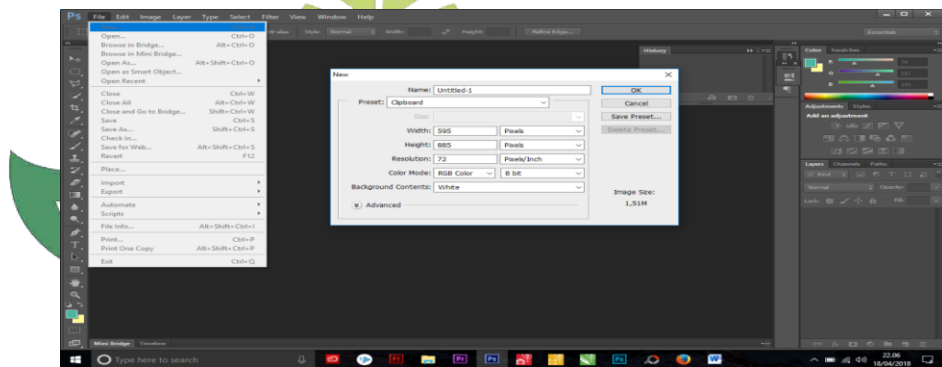 Ps File Edit Image Layer Type Select Filter View Window Help
Style: Normal Width: Height: Refine Edge... Essentials
Open... Ctrl+O
Browse in Bridge... Alt+Ctrl+O
Browse in Mini Bridge...
Open As... Alt+Shift+Ctrl+O
Open as Smart Object...
Open Recent
Close Ctrl+W
Close All Alt+Ctrl+W
Close and Go to Bridge... Shift+Ctrl+W
Save Ctrl+S
Save As... Shift+Ctrl+S
Check In...
Save for Web... Alt+Shift+Ctrl+S
Revert F12
Place...
Import
Export
Automate
Scripts
File Info... Alt+Shift+Ctrl+I
Print... Ctrl+P
Print One Copy Alt+Shift+Ctrl+P
Exit Ctrl+Q
New
Name: Untitled-1
Preset: Clipboard
Size:
Width: 595 Pixels
Height: 885 Pixels
Resolution: 72 Pixels/Inch
Color Mode: RGB Color 8 bit
Background Contents: White
Advanced
OK
Cancel
Save Preset...
Delete Preset...
Image Size:
1,51M
History
Color Swatches
R
G
B
Adjustments Styles
Add an adjustment
Layers Channels Paths
Kind
Normal Opacity:
Lock: Fill:
Mini Bridge Timeline
Type here to search
22.06
18/04/2018